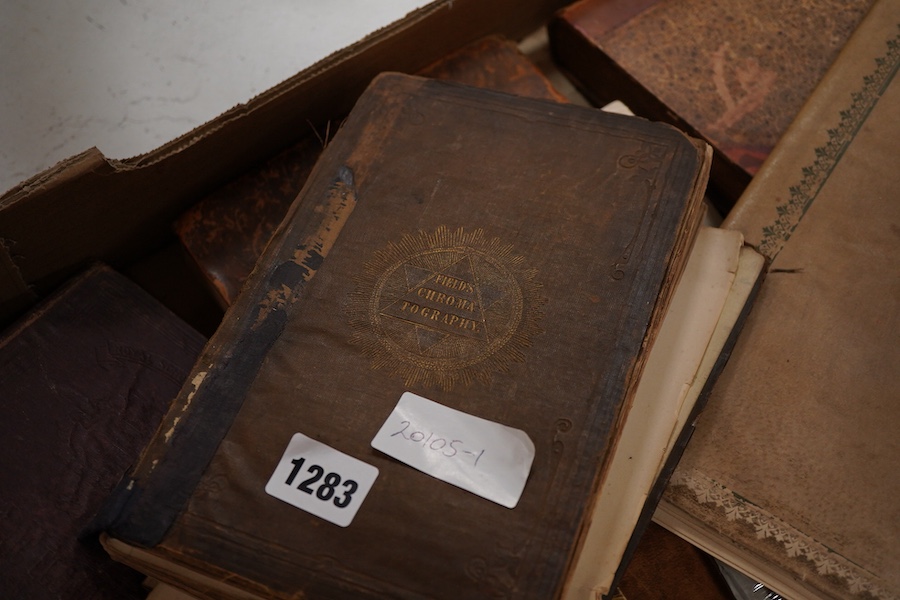 FIELD'S
CHROMA
TOGRAPHY.
20105-1
1283